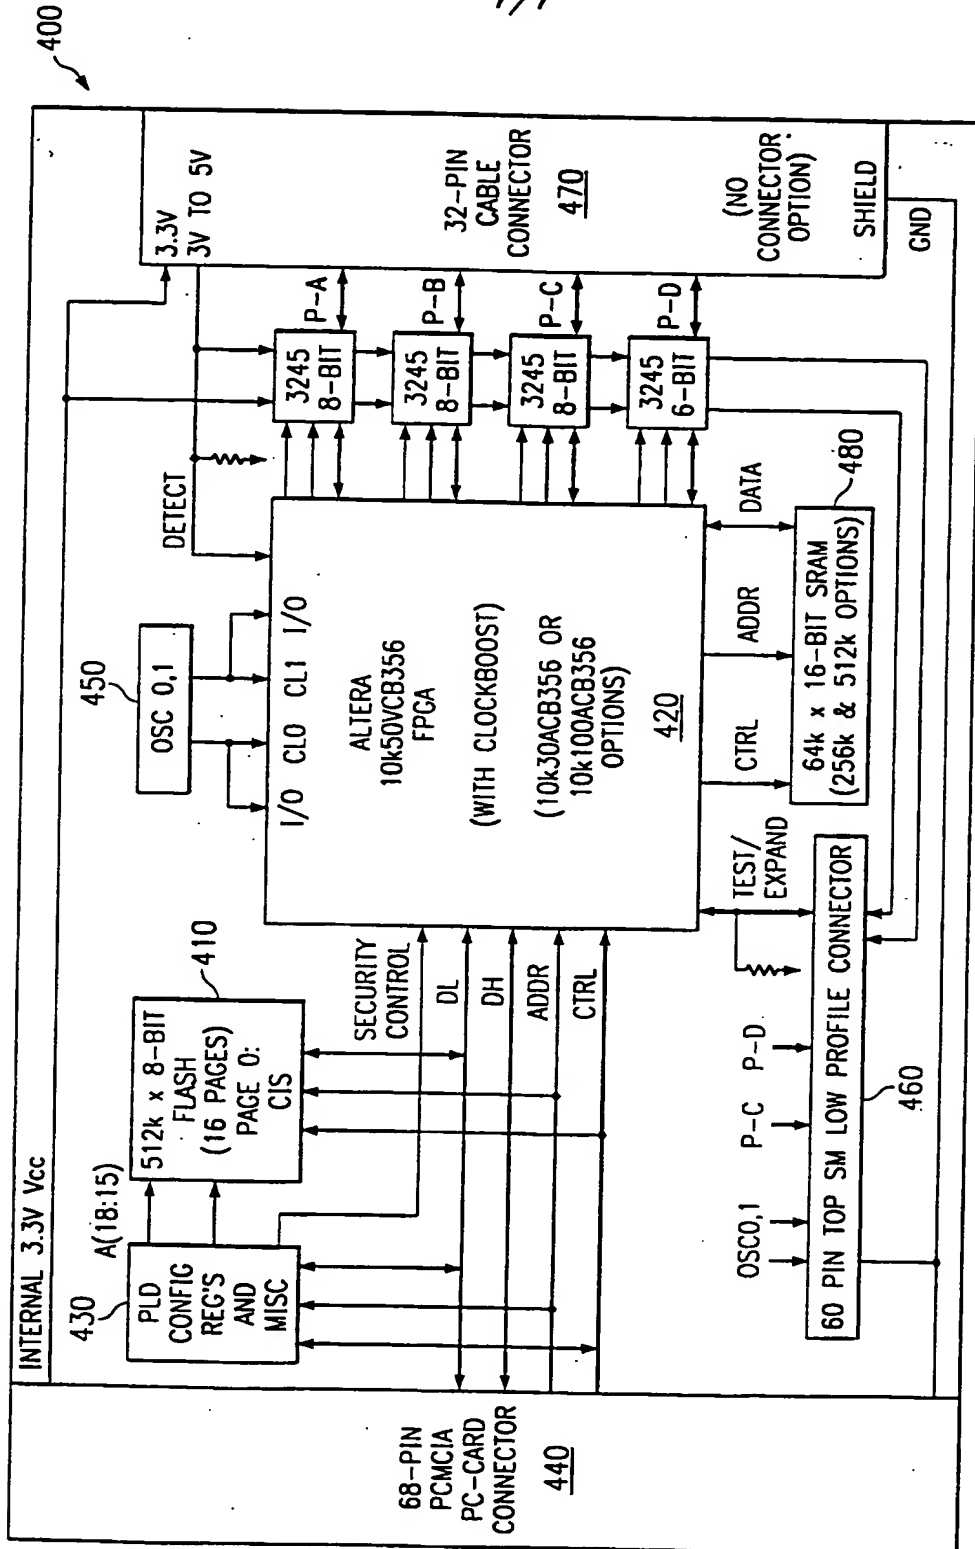 400
INTERNAL 3.3V Vcc
68-PIN
PCMCIA
PC-CARD
CONNECTOR
440
430
PLD
CONFIG
REG'S
AND
MISC
A(18:15)
512k x 8-BIT
FLASH
(16 PAGES)
PAGE 0:
CIS
410
SECURITY
CONTROL
DL
DH
ADDR
CTRL
450
OSC 0,1
I/O CL0 CL1 I/O
DETECT
ALTERA
10k50VCB356
FPGA
(WITH CLOCKBOOST)
(10k30ACB356 OR
10k100ACB356
OPTIONS)
420
3245
8-BIT
P-A
3245
8-BIT
P-B
3245
8-BIT
P-C
3245
6-BIT
P-D
3.3V
3V TO 5V
32-PIN
CABLE
CONNECTOR
470
(NO
CONNECTOR
OPTION)
SHIELD
GND
TEST/
EXPAND
CTRL
ADDR
DATA
64k x 16-BIT SRAM
(256k & 512k OPTIONS)
480
OSC0,1
P-C
P-D
60 PIN TOP SM LOW PROFILE CONNECTOR
460